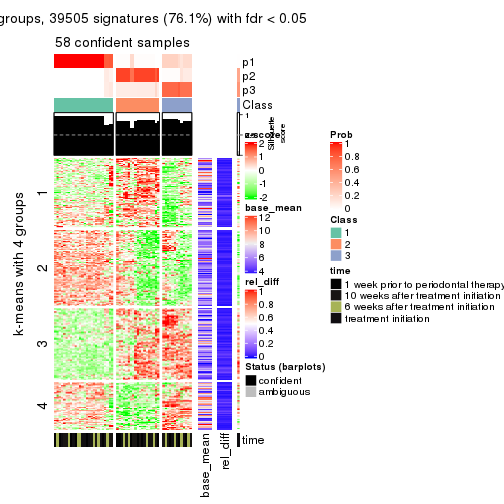 groups, 39505 signatures (76.1%) with fdr < 0.05
58 confident samples
p1
p2
p3
Class
1
Silhouette
score
z-score
2
1
0
-1
-2
base_mean
12
10
8
6
4
rel_diff
1
0.8
0.6
0.4
0.2
0
Status (barplots)
confident
ambiguous
Prob
1
0.8
0.6
0.4
0.2
0
Class
1
2
3
time
1 week prior to periodontal therapy
10 weeks after treatment initiation
6 weeks after treatment initiation
treatment initiation
k-means with 4 groups
1
2
3
4
time
base_mean
rel_diff